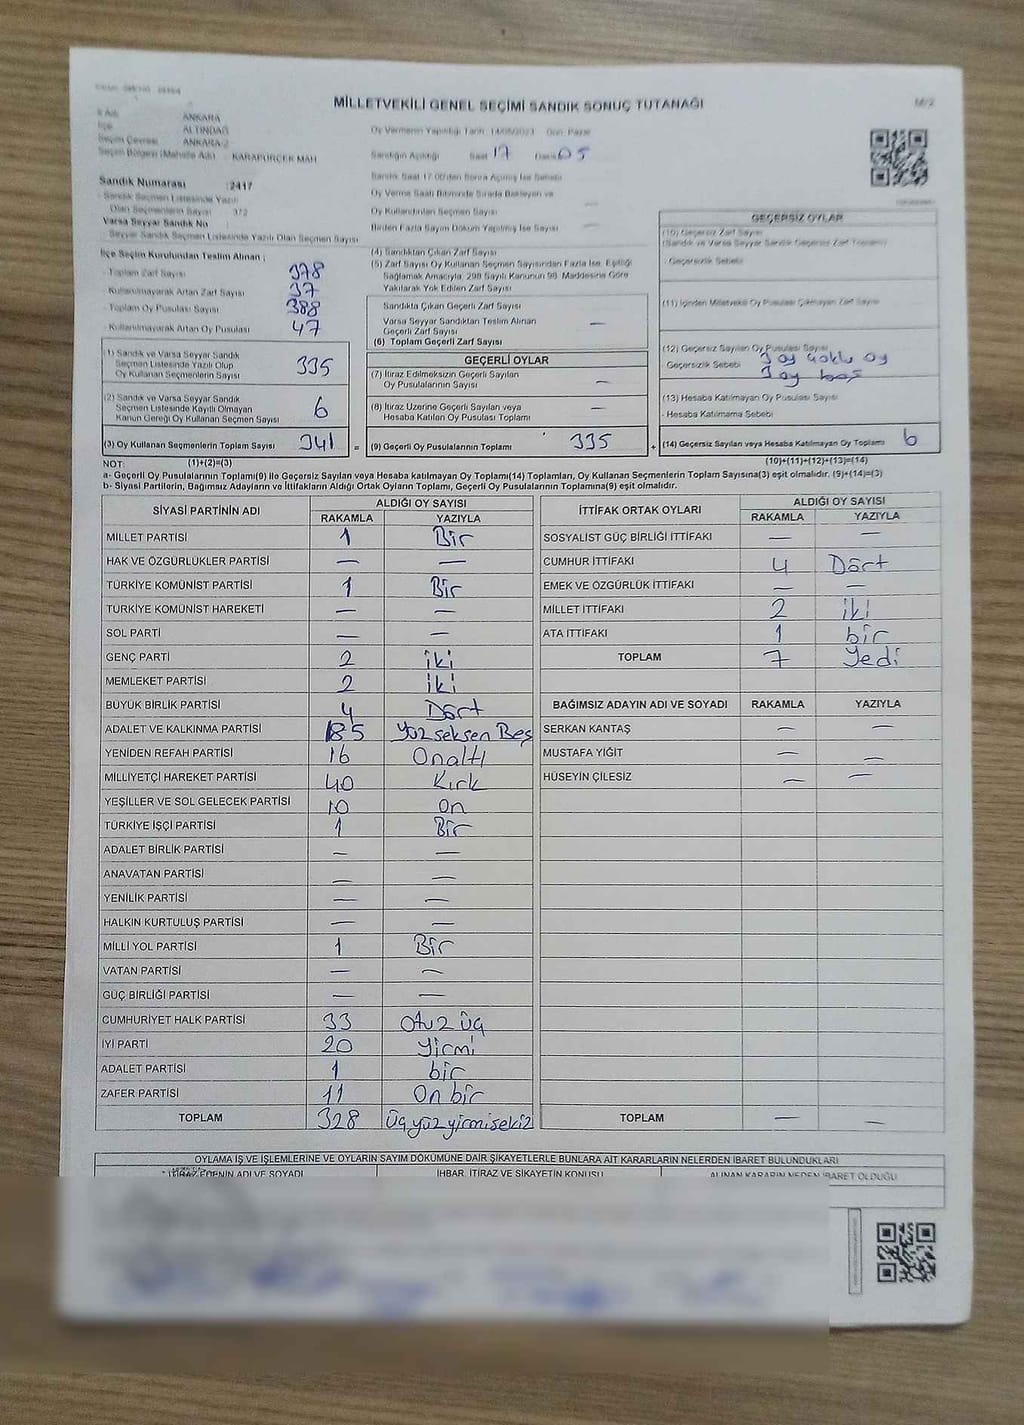 MİLLETVEKİLİ GENEL SEÇİMİ SANDIK SONUÇ TUTANAĞI
İl Adı ANKARA
İlçe ALTINDAĞ
Seçim Çevresi ANKARA-2
Seçim Bölgesi (Mahalle Adı) : KARAPÜRÇEK MAH
Sandık Numarası :2417
- Sandık Seçmen Listesinde Yazılı
Olan Seçmenlerin Sayısı 372
Varsa Seyyar Sandık No
- Seyyar Sandık Seçmen Listesinde Yazılı Olan Seçmen Sayısı
İlçe Seçim Kurulundan Teslim Alınan ;
- Toplam Zarf Sayısı 378
- Kullanılmayarak Artan Zarf Sayısı 37
- Toplam Oy Pusulası Sayısı 388
- Kullanılmayarak Artan Oy Pusulası 47
(1) Sandık ve Varsa Seyyar Sandık
Seçmen Listesinde Yazılı Olup
Oy Kullanan Seçmenlerin Sayısı 335
(2) Sandık ve Varsa Seyyar Sandık
Seçmen Listesinde Kayıtlı Olmayan
Kanun Gereği Oy Kullanan Seçmen Sayısı 6
(3) Oy Kullanan Seçmenlerin Toplam Sayısı 341 =
Oy Vermenin Yapıldığı Tarih 14/05/2023 Gün Pazar
Sandığın Açıldığı Saat 17 Dakika 05
Sandık Saat 17.00'den Sonra Açılmış İse Sebebi
Oy Verme Saati Bitiminde Sırada Bekleyen ve
Oy Kullandırılan Seçmen Sayısı —
Birden Fazla Sayım Döküm Yapılmış İse Sayısı —
(4) Sandıktan Çıkan Zarf Sayısı
(5) Zarf Sayısı Oy Kullanan Seçmen Sayısından Fazla İse, Eşitliği
Sağlamak Amacıyla, 298 Sayılı Kanunun 98. Maddesine Göre
Yakılarak Yok Edilen Zarf Sayısı
Sandıkta Çıkan Geçerli Zarf Sayısı
Varsa Seyyar Sandıktan Teslim Alınan
Geçerli Zarf Sayısı —
(6) Toplam Geçerli Zarf Sayısı
GEÇERLİ OYLAR
(7) İtiraz Edilmeksizin Geçerli Sayılan
Oy Pusulalarının Sayısı —
(8) İtiraz Üzerine Geçerli Sayılan veya
Hesaba Katılan Oy Pusulası Toplamı —
(9) Geçerli Oy Pusulalarının Toplamı 335 +
GEÇERSİZ OYLAR
(10) Geçersiz Zarf Sayısı
(Sandık ve Varsa Seyyar Sandık Geçersiz Zarf Toplamı)
- Geçersizlik Sebebi
(11) İçinden Milletvekili Oy Pusulası Çıkmayan Zarf Sayısı
(12) Geçersiz Sayılan Oy Pusulası Sayısı
Geçersizlik Sebebi 3 oy çoklu oy
3 oy boş
(13) Hesaba Katılmayan Oy Pusulası Sayısı
- Hesaba Katılmama Sebebi
(14) Geçersiz Sayılan veya Hesaba Katılmayan Oy Toplamı 6
NOT: (1)+(2)=(3) (10)+(11)+(12)+(13)=(14)
a- Geçerli Oy Pusulalarının Toplamı(9) ile Geçersiz Sayılan veya Hesaba katılmayan Oy Toplamı(14) Toplamları, Oy Kullanan Seçmenlerin Toplam Sayısına(3) eşit olmalıdır. (9)+(14)=(3)
b- Siyasi Partilerin, Bağımsız Adayların ve İttifakların Aldığı Ortak Oyların Toplamı, Geçerli Oy Pusulalarının Toplamına(9) eşit olmalıdır.
SİYASİ PARTİNİN ADI ALDIĞI OY SAYISI
RAKAMLA YAZIYLA
MİLLET PARTİSİ 1 Bir
HAK VE ÖZGÜRLÜKLER PARTİSİ — —
TÜRKİYE KOMÜNİST PARTİSİ 1 Bir
TÜRKİYE KOMÜNİST HAREKETİ — —
SOL PARTİ — —
GENÇ PARTİ 2 iki
MEMLEKET PARTİSİ 2 iki
BÜYÜK BİRLİK PARTİSİ 4 Dört
ADALET VE KALKINMA PARTİSİ 185 Yüz seksen Beş
YENİDEN REFAH PARTİSİ 16 Onaltı
MİLLİYETÇİ HAREKET PARTİSİ 40 Kırk
YEŞİLLER VE SOL GELECEK PARTİSİ 10 On
TÜRKİYE İŞÇİ PARTİSİ 1 Bir
ADALET BİRLİK PARTİSİ — —
ANAVATAN PARTİSİ — —
YENİLİK PARTİSİ — —
HALKIN KURTULUŞ PARTİSİ — —
MİLLİ YOL PARTİSİ 1 Bir
VATAN PARTİSİ — —
GÜÇ BİRLİĞİ PARTİSİ — —
CUMHURİYET HALK PARTİSİ 33 Otuz üç
İYİ PARTİ 20 Yirmi
ADALET PARTİSİ 1 bir
ZAFER PARTİSİ 11 On bir
TOPLAM 328 üçyüzyirmisekiz
İTTİFAK ORTAK OYLARI ALDIĞI OY SAYISI
RAKAMLA YAZIYLA
SOSYALİST GÜÇ BİRLİĞİ İTTİFAKI — —
CUMHUR İTTİFAKI 4 Dört
EMEK VE ÖZGÜRLÜK İTTİFAKI — —
MİLLET İTTİFAKI 2 iki
ATA İTTİFAKI 1 bir
TOPLAM 7 Yedi
BAĞIMSIZ ADAYIN ADI VE SOYADI RAKAMLA YAZIYLA
SERKAN KANTAŞ — —
MUSTAFA YİĞİT — —
HÜSEYİN ÇİLESİZ — —
TOPLAM — —
OYLAMA İŞ VE İŞLEMLERİNE VE OYLARIN SAYIM DÖKÜMÜNE DAİR ŞİKAYETLERLE BUNLARA AİT KARARLARIN NELERDEN İBARET BULUNDUKLARI
İTİRAZ EDENİN ADI VE SOYADI İHBAR, İTİRAZ VE ŞİKAYETİN KONUSU ALINAN KARARIN NEDEN İBARET OLDUĞU